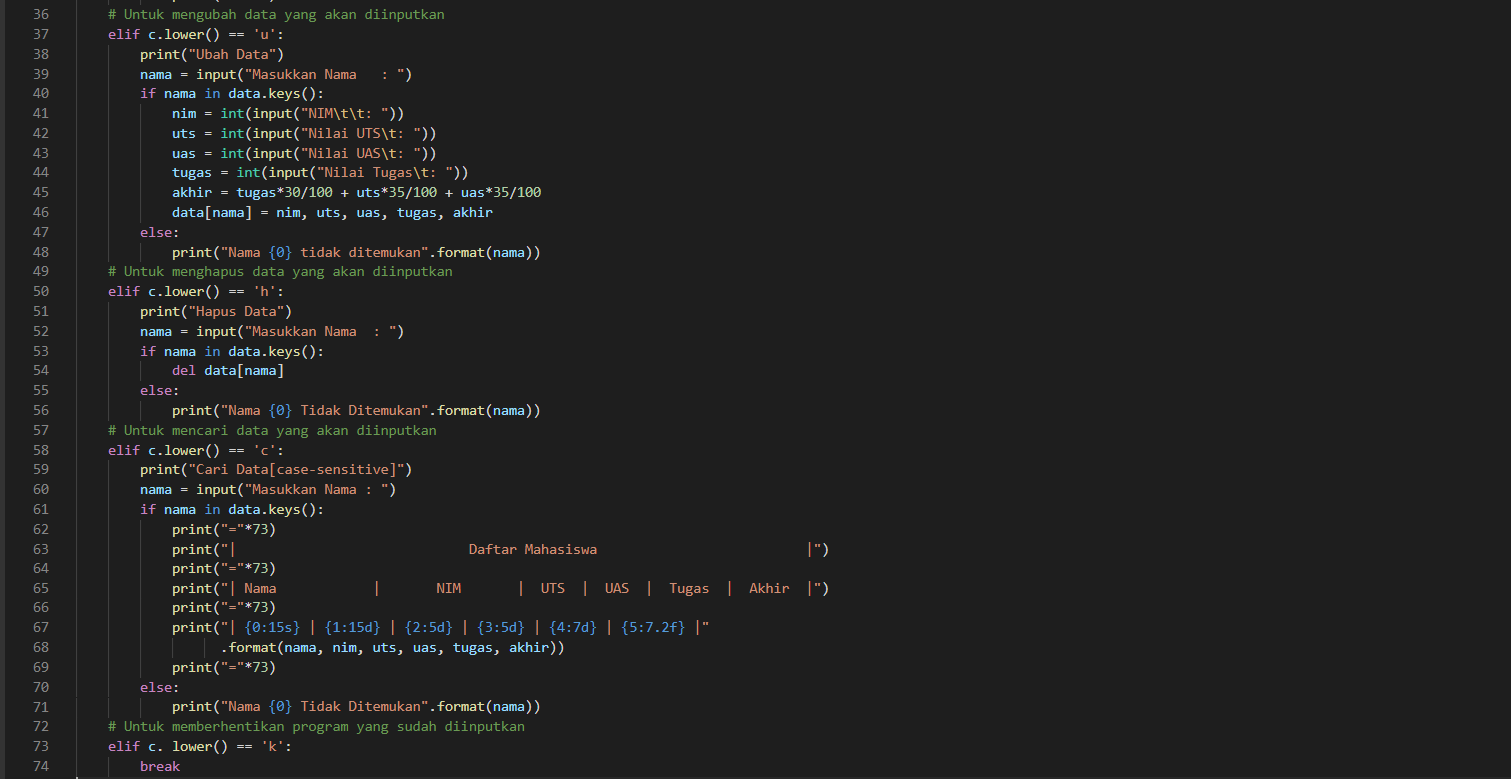 36 # Untuk mengubah data yang akan diinputkan
37 elif c.lower() == 'u':
38 print("Ubah Data")
39 nama = input("Masukkan Nama   : ")
40 if nama in data.keys():
41 nim = int(input("NIM\t\t: "))
42 uts = int(input("Nilai UTS\t: "))
43 uas = int(input("Nilai UAS\t: "))
44 tugas = int(input("Nilai Tugas\t: "))
45 akhir = tugas*30/100 + uts*35/100 + uas*35/100
46 data[nama] = nim, uts, uas, tugas, akhir
47 else:
48 print("Nama {0} tidak ditemukan".format(nama))
49 # Untuk menghapus data yang akan diinputkan
50 elif c.lower() == 'h':
51 print("Hapus Data")
52 nama = input("Masukkan Nama  : ")
53 if nama in data.keys():
54 del data[nama]
55 else:
56 print("Nama {0} Tidak Ditemukan".format(nama))
57 # Untuk mencari data yang akan diinputkan
58 elif c.lower() == 'c':
59 print("Cari Data[case-sensitive]")
60 nama = input("Masukkan Nama : ")
61 if nama in data.keys():
62 print("="*73)
63 print("|                             Daftar Mahasiswa                          |")
64 print("="*73)
65 print("| Nama            |       NIM       |  UTS  |  UAS  |  Tugas  |  Akhir  |")
66 print("="*73)
67 print("| {0:15s} | {1:15d} | {2:5d} | {3:5d} | {4:7d} | {5:7.2f} |"
68 .format(nama, nim, uts, uas, tugas, akhir))
69 print("="*73)
70 else:
71 print("Nama {0} Tidak Ditemukan".format(nama))
72 # Untuk memberhentikan program yang sudah diinputkan
73 elif c. lower() == 'k':
74 break